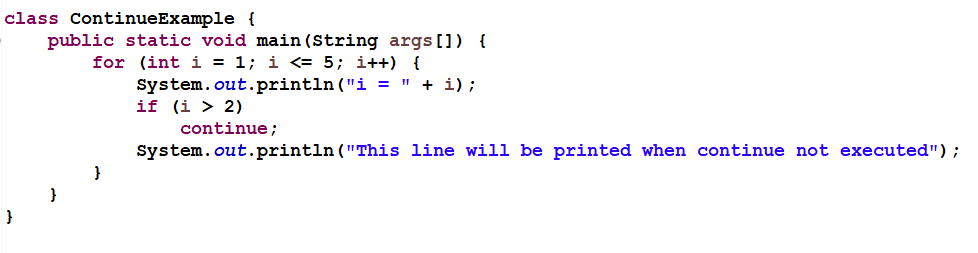 class ContinueExample {
    public static void main(String args[]) {
        for (int i = 1; i <= 5; i++) {
            System.out.println("i = " + i);
            if (i > 2)
                continue;
            System.out.println("This line will be printed when continue not executed");
        }
    }
}